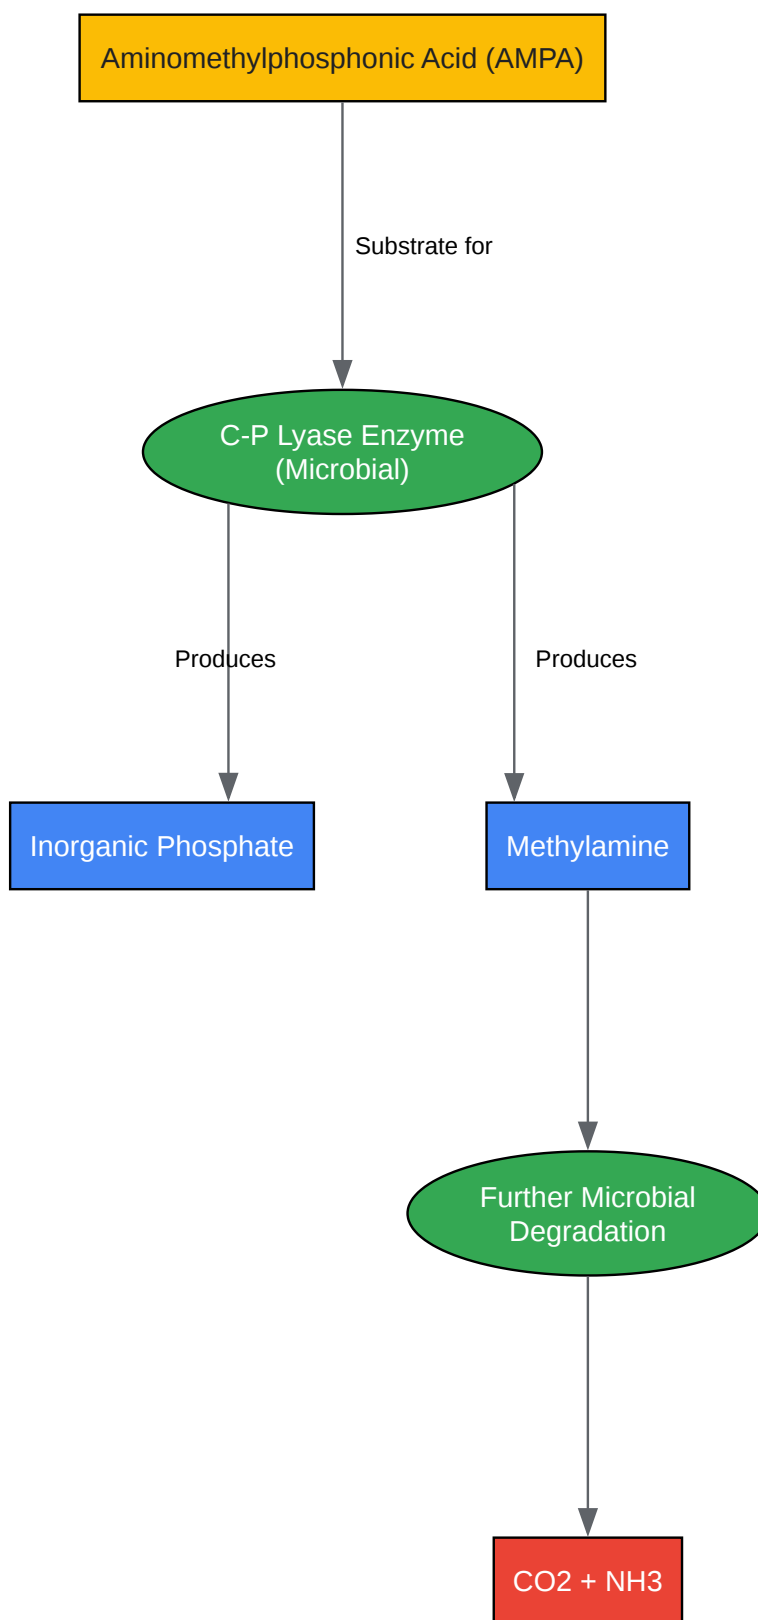 Aminomethylphosphonic Acid (AMPA)
Substrate for
C-P Lyase Enzyme
(Microbial)
Produces
Produces
Inorganic Phosphate
Methylamine
Further Microbial
Degradation
CO2 + NH3